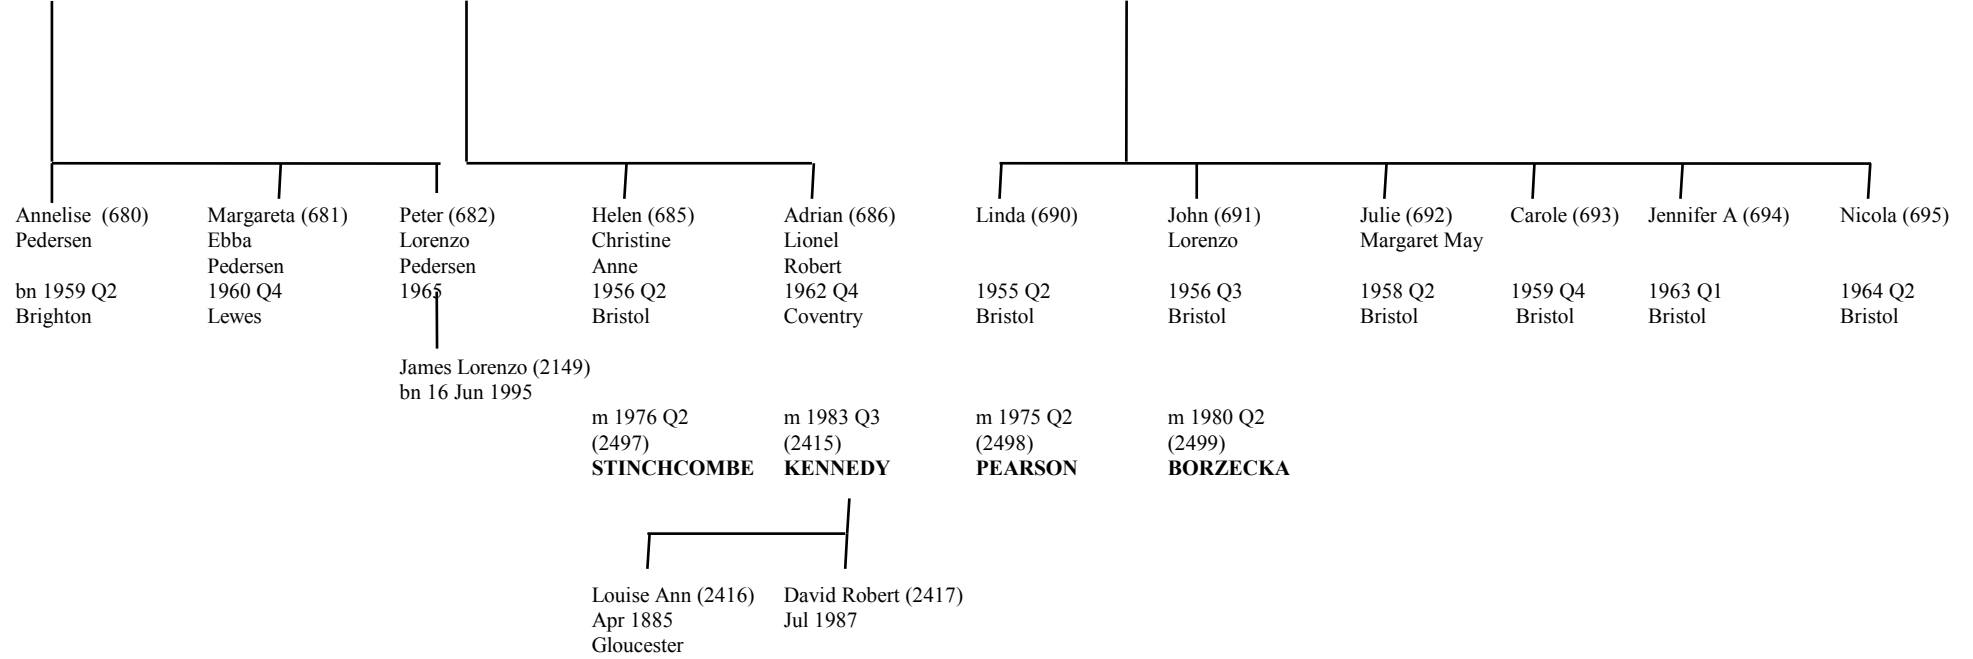 Annelise (680)
Pedersen
bn 1959 Q2
Brighton
Margareta (681)
Ebba
Pedersen
1960 Q4
Lewes
Peter (682)
Lorenzo
Pedersen
1965
James Lorenzo (2149)
bn 16 Jun 1995
Helen (685)
Christine
Anne
1956 Q2
Bristol
m 1976 Q2
(2497)
STINCHCOMBE
Adrian (686)
Lionel
Robert
1962 Q4
Coventry
m 1983 Q3
(2415)
KENNEDY
Louise Ann (2416)
Apr 1885
Gloucester
David Robert (2417)
Jul 1987
Linda (690)
1955 Q2
Bristol
m 1975 Q2
(2498)
PEARSON
John (691)
Lorenzo
1956 Q3
Bristol
m 1980 Q2
(2499)
BORZECKA
Julie (692)
Margaret May
1958 Q2
Bristol
Carole (693)
1959 Q4
Bristol
Jennifer A (694)
1963 Q1
Bristol
Nicola (695)
1964 Q2
Bristol